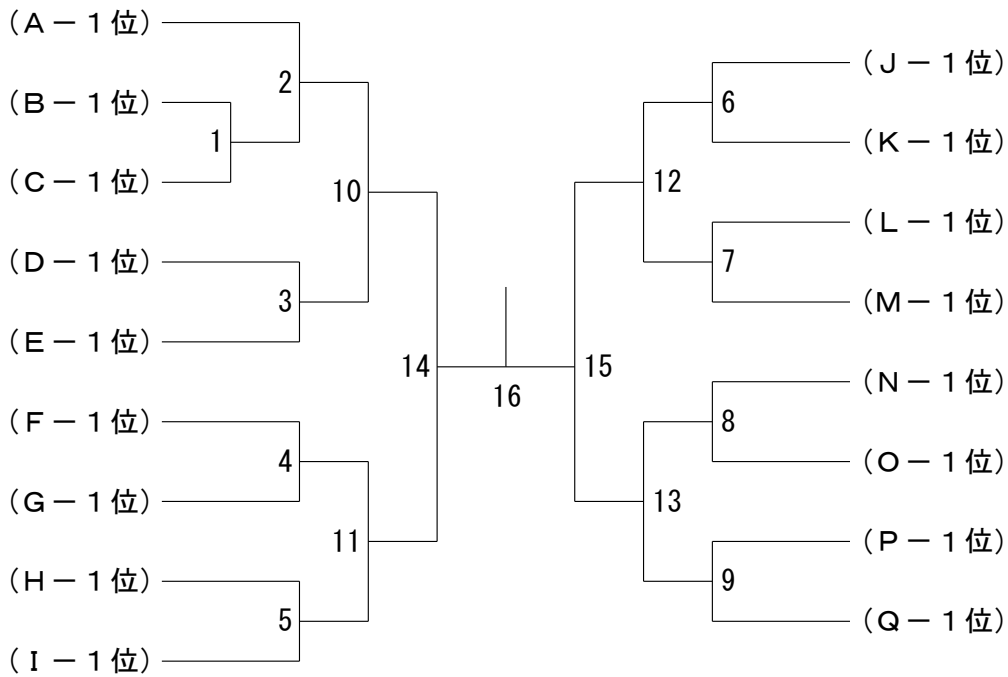 (A－1位)
(B－1位)
(C－1位)
(D－1位)
(E－1位)
(F－1位)
(G－1位)
(H－1位)
(I－1位)
1
2
3
4
5
10
11
14
16
15
12
13
6
7
8
9
(J－1位)
(K－1位)
(L－1位)
(M－1位)
(N－1位)
(O－1位)
(P－1位)
(Q－1位)